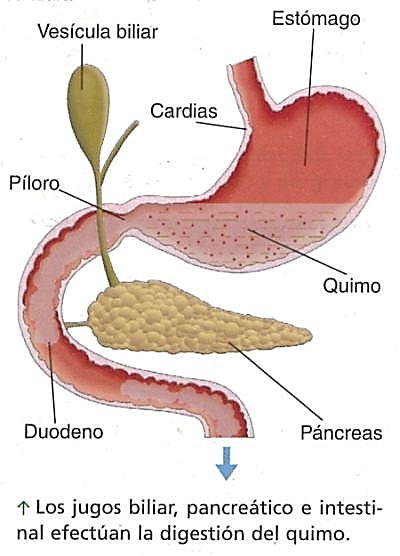 Estómago
Vesícula biliar
Cardias
Píloro
Quimo
Duodeno
Páncreas
↑ Los jugos biliar, pancreático e intesti-
nal efectúan la digestión del quimo.